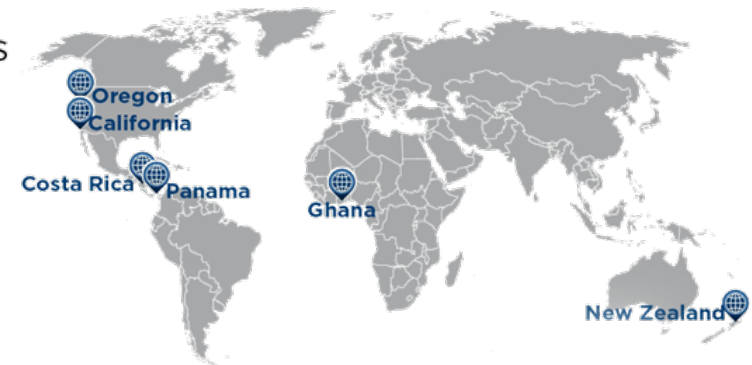 S
Oregon
California
Costa Rica
Panama
Ghana
New Zealand